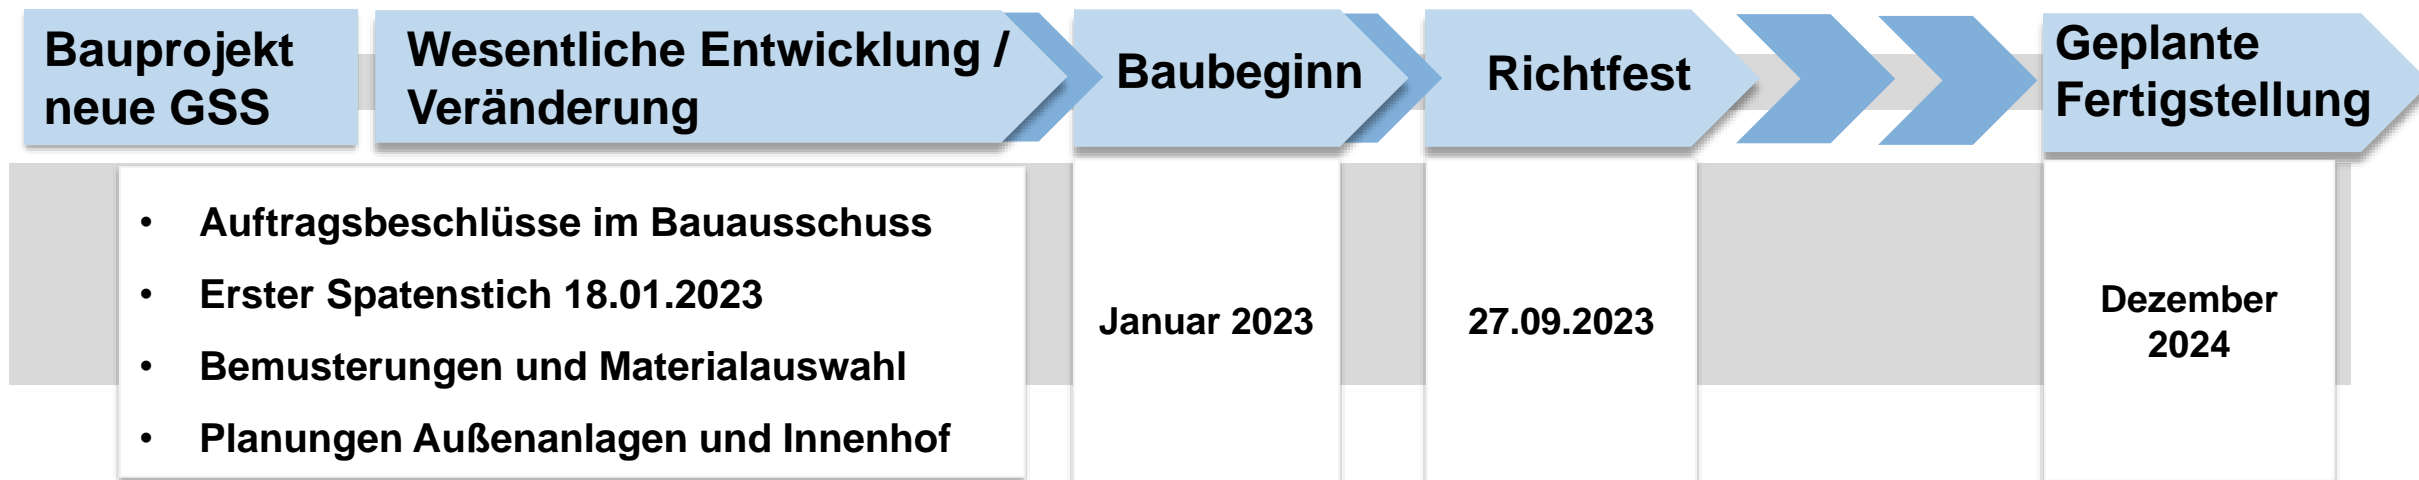 Bauprojekt
neue GSS
Wesentliche Entwicklung /
Veränderung
Baubeginn
Richtfest
Geplante
Fertigstellung
• Auftragsbeschlüsse im Bauausschuss
• Erster Spatenstich 18.01.2023
• Bemusterungen und Materialauswahl
• Planungen Außenanlagen und Innenhof
Januar 2023
27.09.2023
Dezember
2024